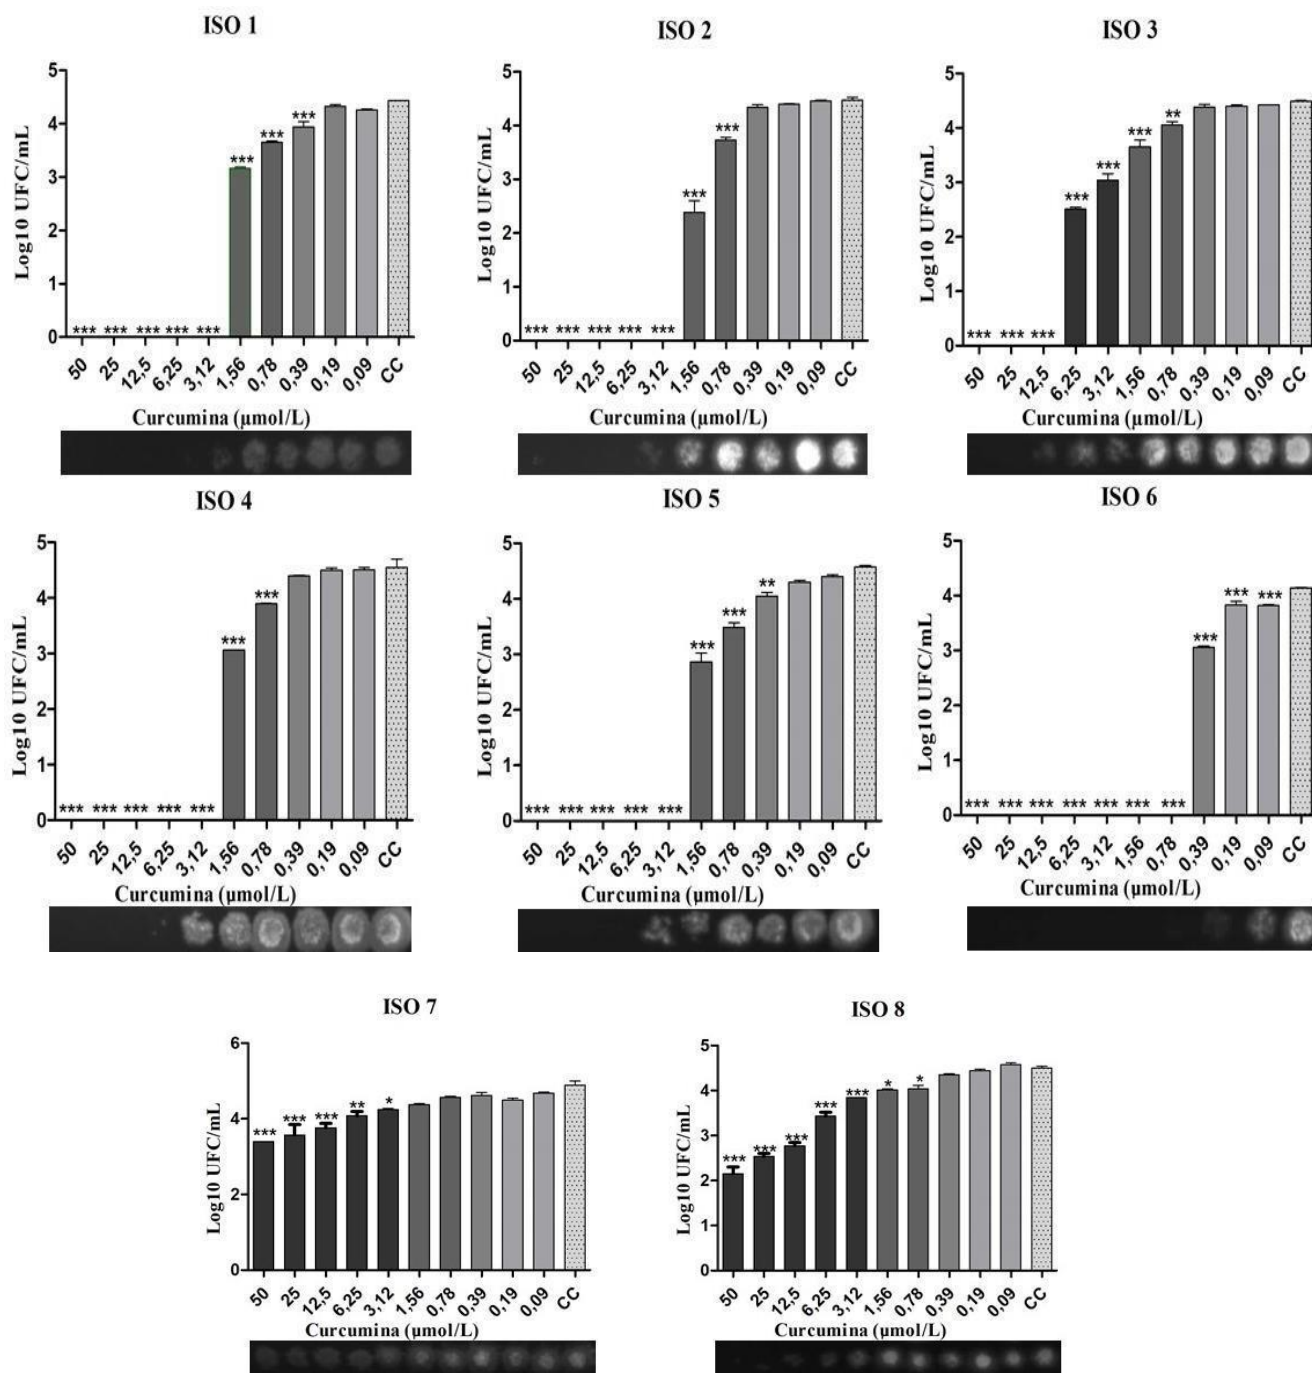 ISO 1
Log10 UFC/mL
5
4
3
2
1
0
*** *** *** *** *** *** *** ***
50 25 12,5 6,25 3,12 1,56 0,78 0,39 0,19 0,09 CC
Curcumina (µmol/L)
ISO 2
Log10 UFC/mL
5
4
3
2
1
0
*** *** *** *** *** *** ***
50 25 12,5 6,25 3,12 1,56 0,78 0,39 0,19 0,09 CC
Curcumina (µmol/L)
ISO 3
Log10 UFC/mL
5
4
3
2
1
0
*** *** *** *** *** *** **
50 25 12,5 6,25 3,12 1,56 0,78 0,39 0,19 0,09 CC
Curcumina (µmol/L)
ISO 4
Log10 UFC/mL
5
4
3
2
1
0
*** *** *** *** *** *** ***
50 25 12,5 6,25 3,12 1,56 0,78 0,39 0,19 0,09 CC
Curcumina (µmol/L)
ISO 5
Log10 UFC/mL
5
4
3
2
1
0
*** *** *** *** *** *** *** **
50 25 12,5 6,25 3,12 1,56 0,78 0,39 0,19 0,09 CC
Curcumina (µmol/L)
ISO 6
Log10 UFC/mL
5
4
3
2
1
0
*** *** *** *** *** *** *** *** *** ***
50 25 12,5 6,25 3,12 1,56 0,78 0,39 0,19 0,09 CC
Curcumina (µmol/L)
ISO 7
Log10 UFC/mL
6
4
2
0
*** *** *** ** *
50 25 12,5 6,25 3,12 1,56 0,78 0,39 0,19 0,09 CC
Curcumina (µmol/L)
ISO 8
Log10 UFC/mL
5
4
3
2
1
0
*** *** *** *** *** * *
50 25 12,5 6,25 3,12 1,56 0,78 0,39 0,19 0,09 CC
Curcumina (µmol/L)